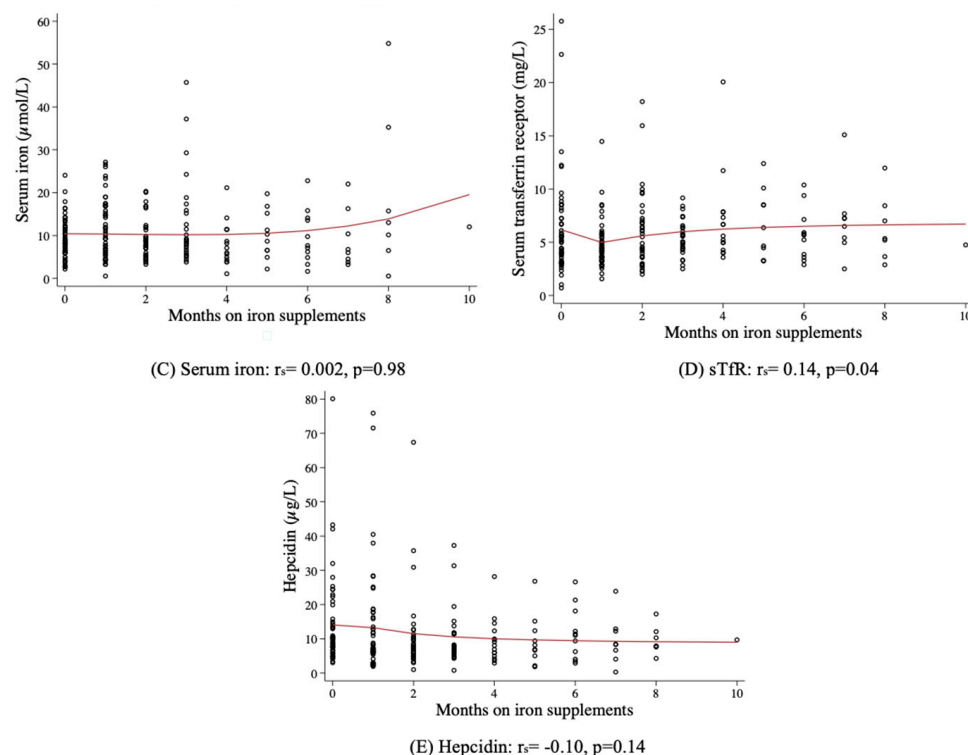 Serum iron (µmol/L)
60
50
40
30
20
10
0
0 2 4 6 8 10
Months on iron supplements
(C) Serum iron: rs= 0.002, p=0.98
Serum transferrin receptor (mg/L)
25
20
15
10
5
0
0 2 4 6 8 10
Months on iron supplements
(D) sTfR: rs= 0.14, p=0.04
Hepcidin (µg/L)
80
70
60
50
40
30
20
10
0
0 2 4 6 8 10
Months on iron supplements
(E) Hepcidin: rs= -0.10, p=0.14